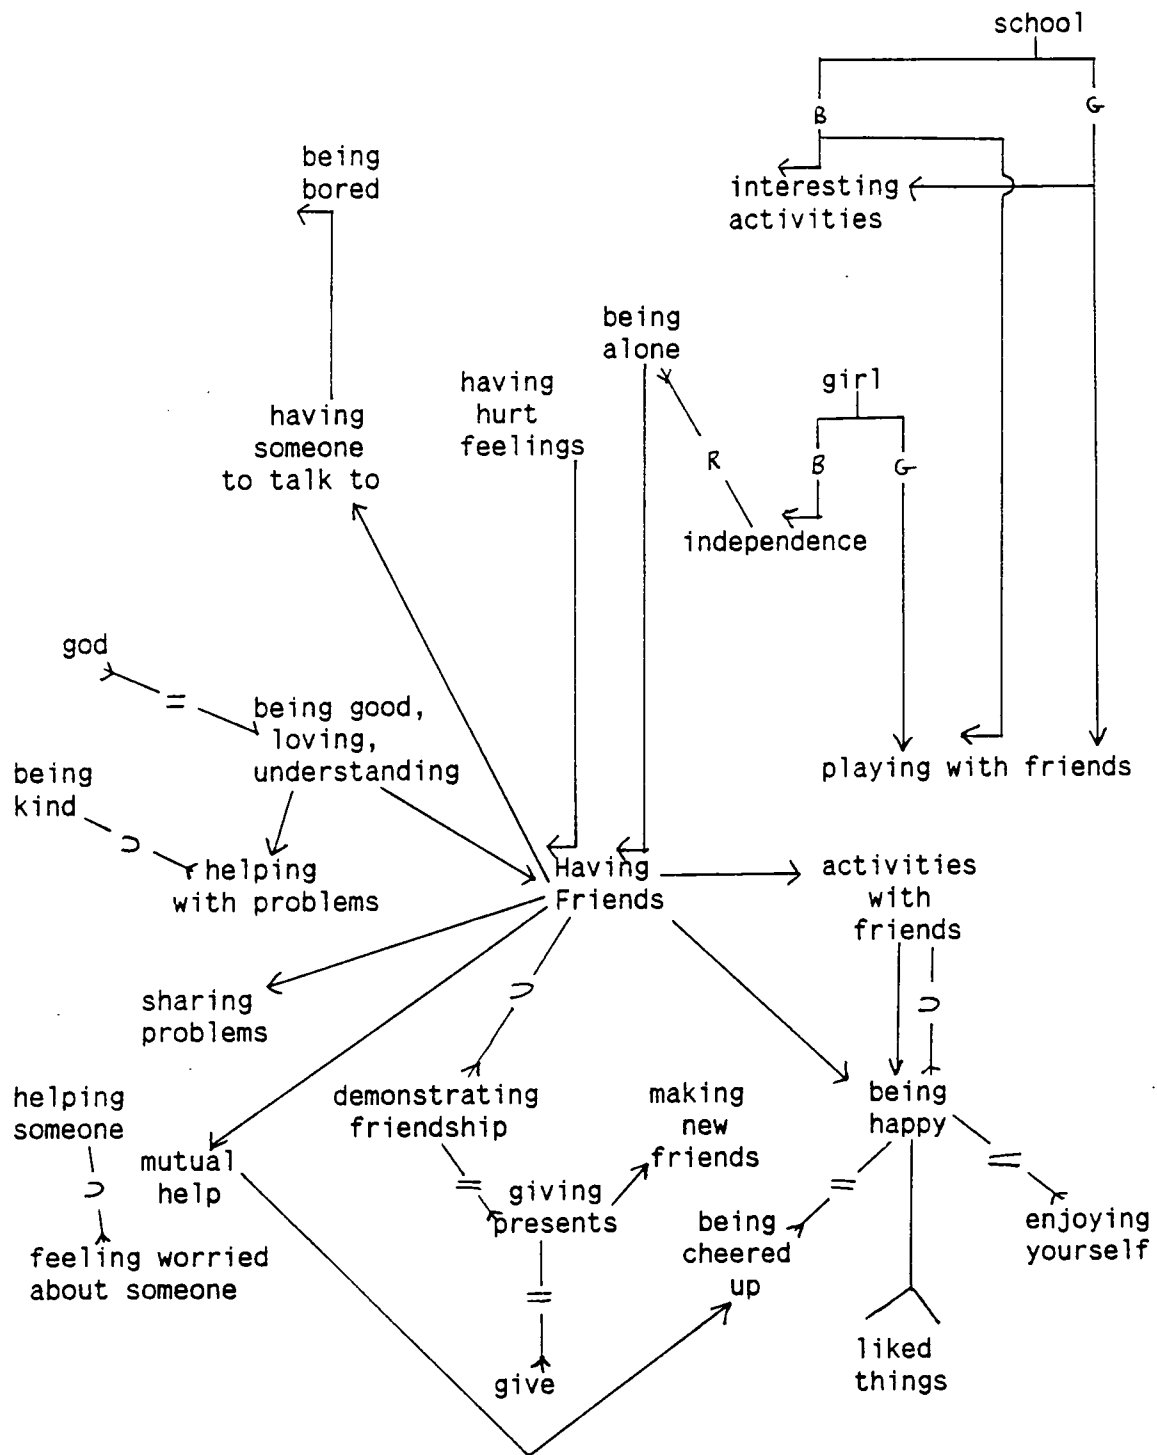 school
B
G
being
bored
interesting
activities
being
alone
girl
having
hurt
feelings
having
someone
to talk to
R
B
G
independence
god
=
being good,
loving,
understanding
playing with friends
being
kind
⊃
helping
with problems
Having
Friends
activities
with
friends
sharing
problems
⊃
⊃
helping
someone
demonstrating
friendship
making
new
friends
being
happy
mutual
help
⊃
=
giving
presents
=
=
being
cheered
up
enjoying
yourself
feeling worried
about someone
=
liked
things
give